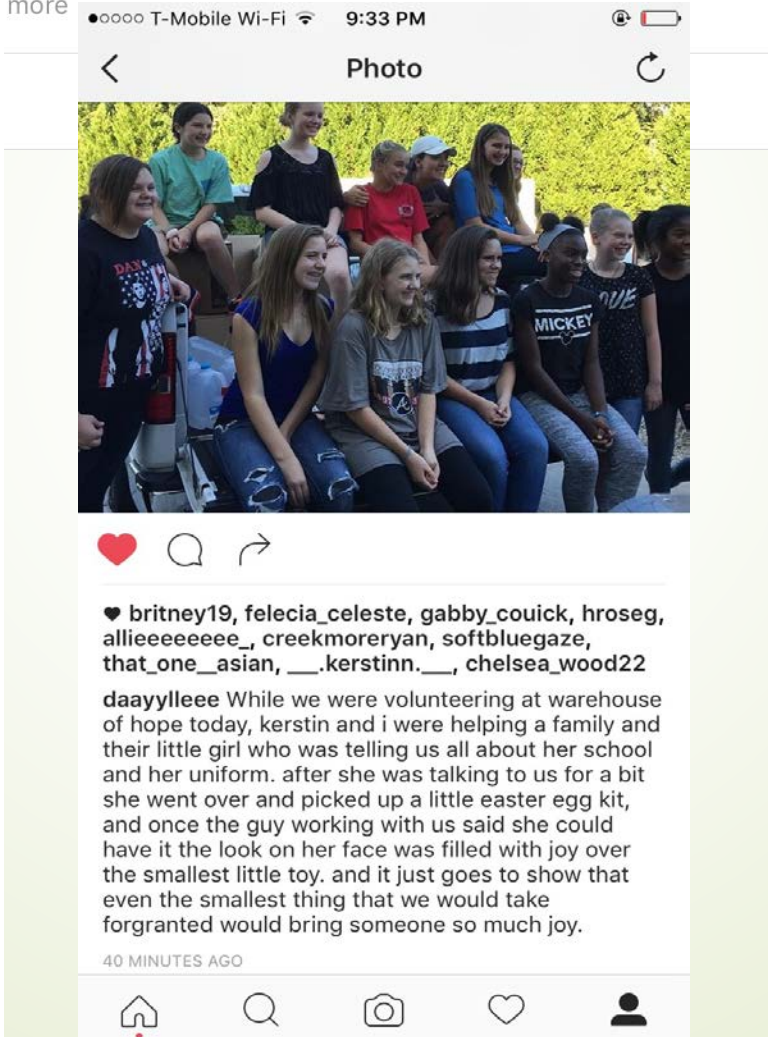 more
T-Mobile Wi-Fi 9:33 PM
Photo
DAN
MICKEY
A
britney19, felecia_celeste, gabby_couick, hroseg,
allieeeeeeee_, creekmoreryan, softbluegaze,
that_one__asian, ___.kerstinn.___, chelsea_wood22
daayylleee While we were volunteering at warehouse
of hope today, kerstin and i were helping a family and
their little girl who was telling us all about her school
and her uniform. after she was talking to us for a bit
she went over and picked up a little easter egg kit,
and once the guy working with us said she could
have it the look on her face was filled with joy over
the smallest little toy. and it just goes to show that
even the smallest thing that we would take
forgranted would bring someone so much joy.
40 MINUTES AGO